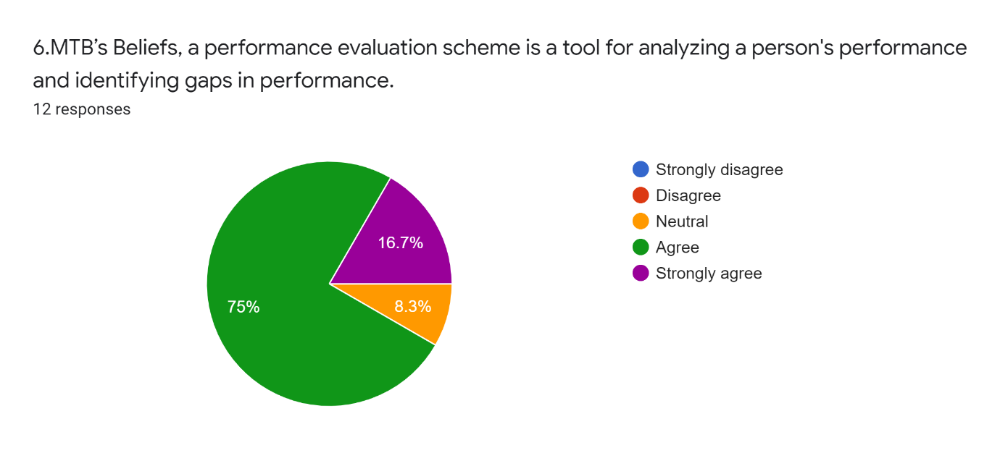 6.MTB’s Beliefs, a performance evaluation scheme is a tool for analyzing a person's performance
and identifying gaps in performance.
12 responses
Strongly disagree
Disagree
Neutral
Agree
Strongly agree
16.7%
8.3%
75%